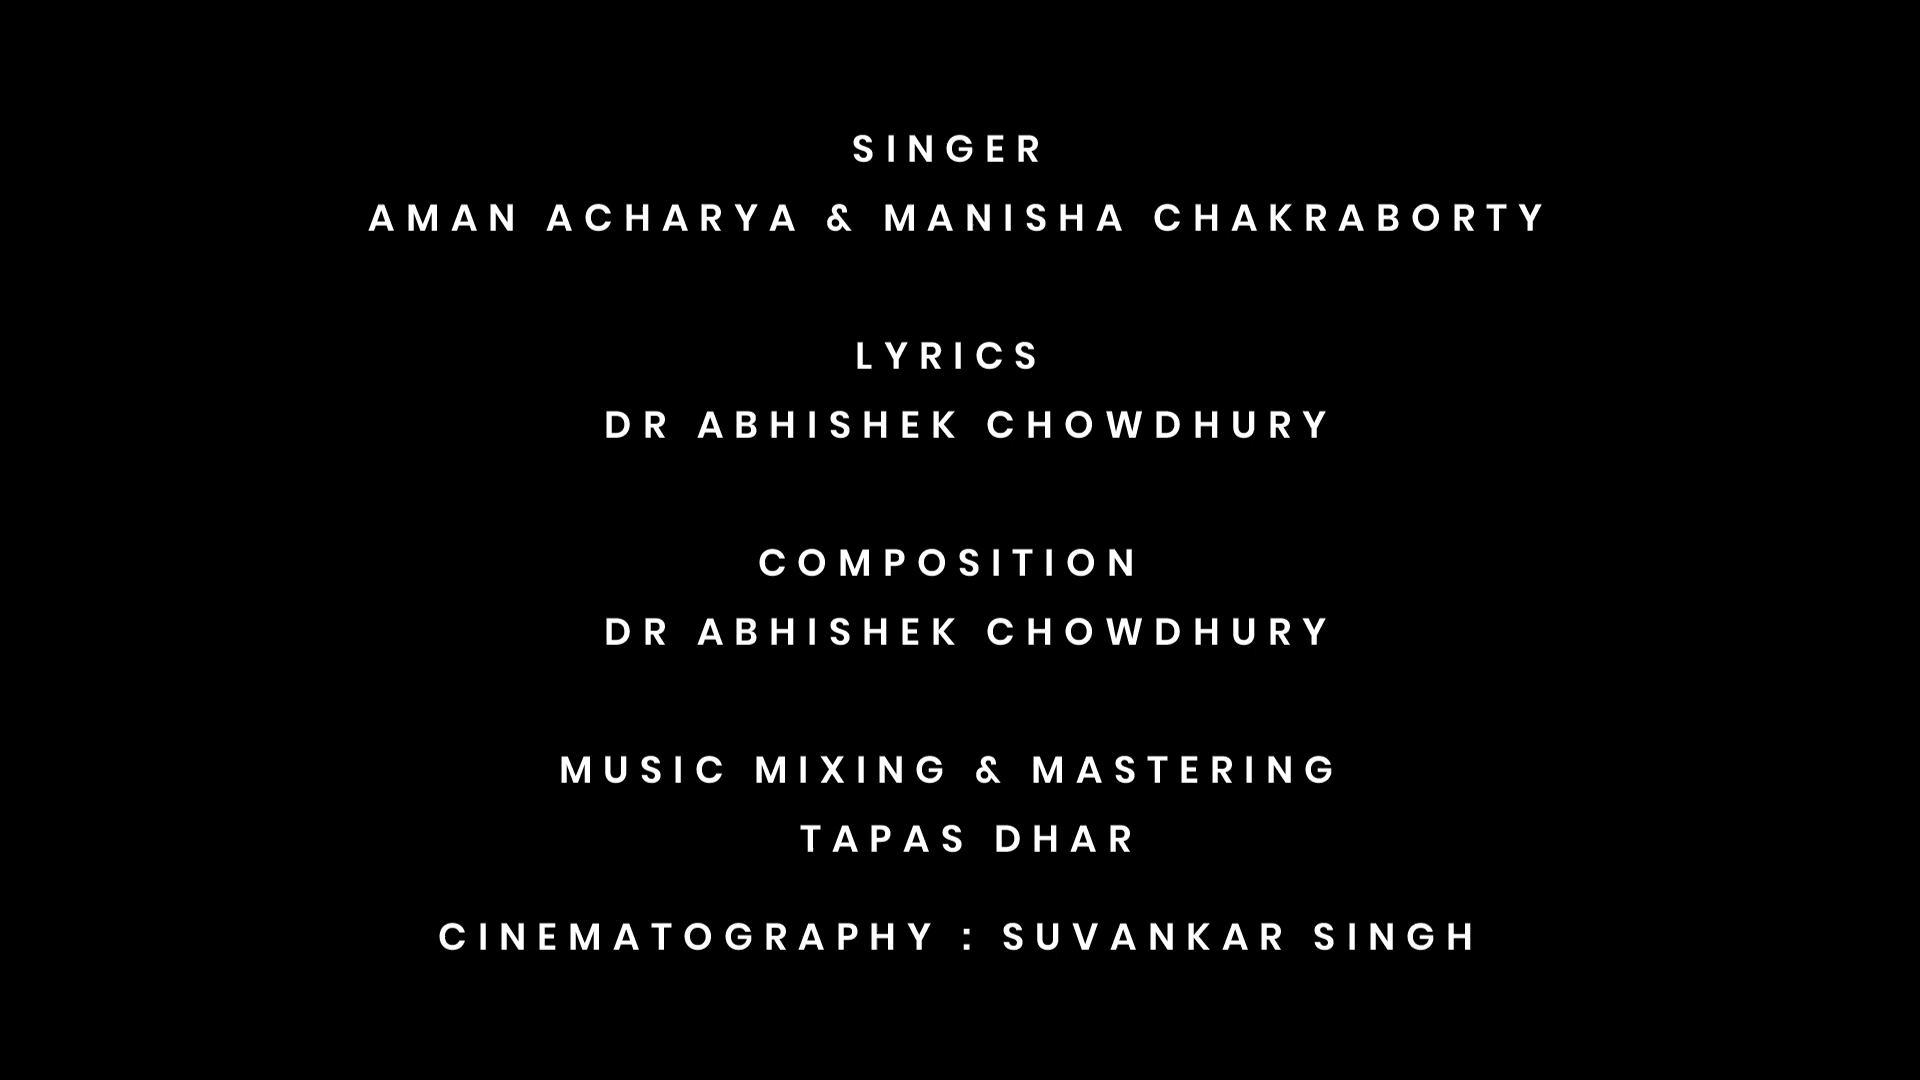 SINGER
AMAN ACHARYA & MANISHA CHAKRABORTY
LYRICS
DR ABHISHEK CHOWDHURY
COMPOSITION
DR ABHISHEK CHOWDHURY
MUSIC MIXING & MASTERING
TAPAS DHAR
CINEMATOGRAPHY : SUVANKAR SINGH